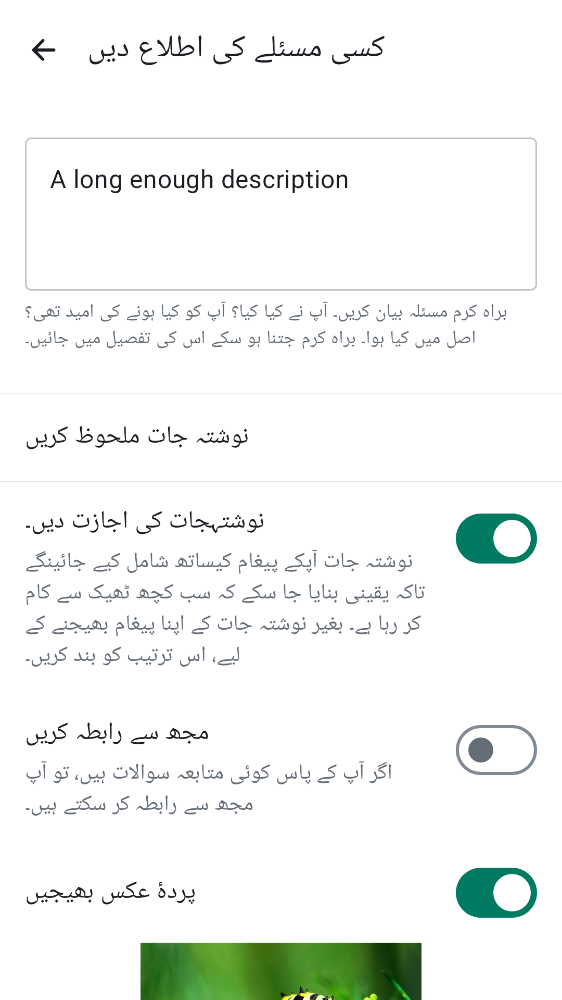 کسی مسئلے کی اطلاع دیں
A long enough description
براہ کرم مسئلہ بیان کریں۔ آپ نے کیا کیا؟ آپ کو کیا ہونے کی امید تھی؟
اصل میں کیا ہوا۔ براہ کرم جتنا ہو سکے اس کی تفصیل میں جائیں۔
نوشتہ جات ملحوظ کریں
نوشتہجات کی اجازت دیں۔
نوشتہ جات آپکے پیغام کیساتھ شامل کیے جائینگے
تاکہ یقینی بنایا جا سکے کہ سب کچھ ٹھیک سے کام
کر رہا ہے۔ بغیر نوشتہ جات کے اپنا پیغام بھیجنے کے
لیے، اس ترتیب کو بند کریں۔
مجھ سے رابطہ کریں
اگر آپ کے پاس کوئی متابعہ سوالات ہیں، تو آپ
مجھ سے رابطہ کر سکتے ہیں۔
پردۂ عکس بھیجیں